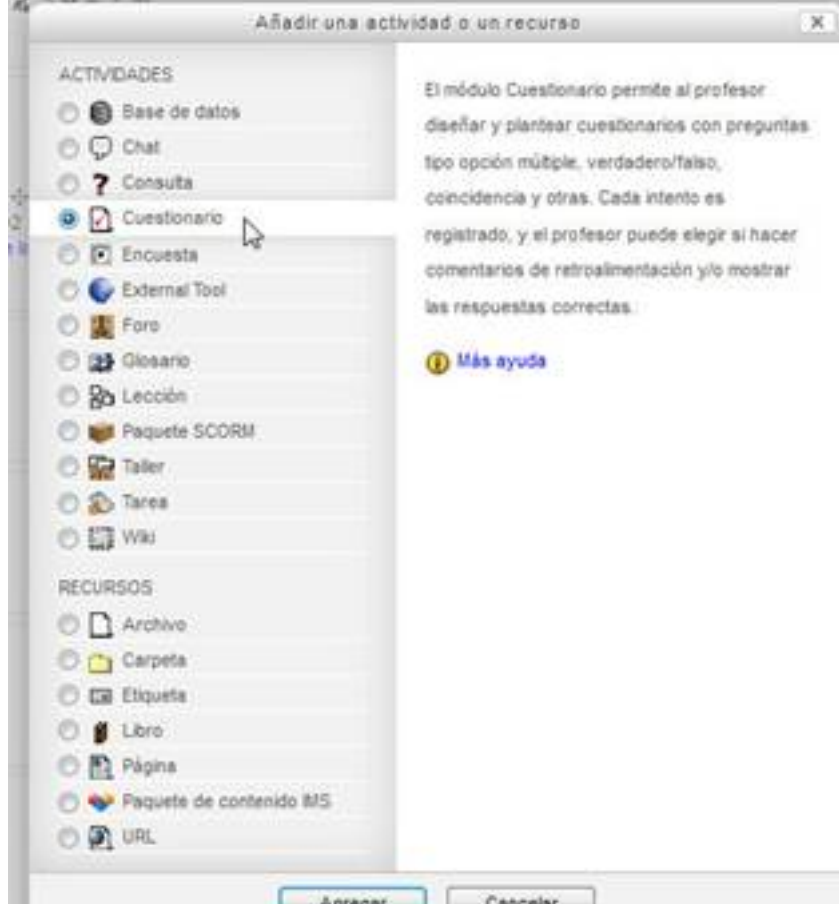 Añadir una actividad o un recurso
ACTIVIDADES
Base de datos
Chat
Consulta
Cuestionario
Encuesta
External Tool
Foro
Glosario
Lección
Paquete SCORM
Taller
Tarea
Wiki
RECURSOS
Archivo
Carpeta
Etiqueta
Libro
Página
Paquete de contenido IMS
URL
El módulo Cuestionario permite al profesor
diseñar y plantear cuestionarios con preguntas
tipo opción múltiple, verdadero/falso,
coincidencia y otras. Cada intento es
registrado, y el profesor puede elegir si hacer
comentarios de retroalimentación y/o mostrar
las respuestas correctas.:
Más ayuda
Agregar
Cancelar